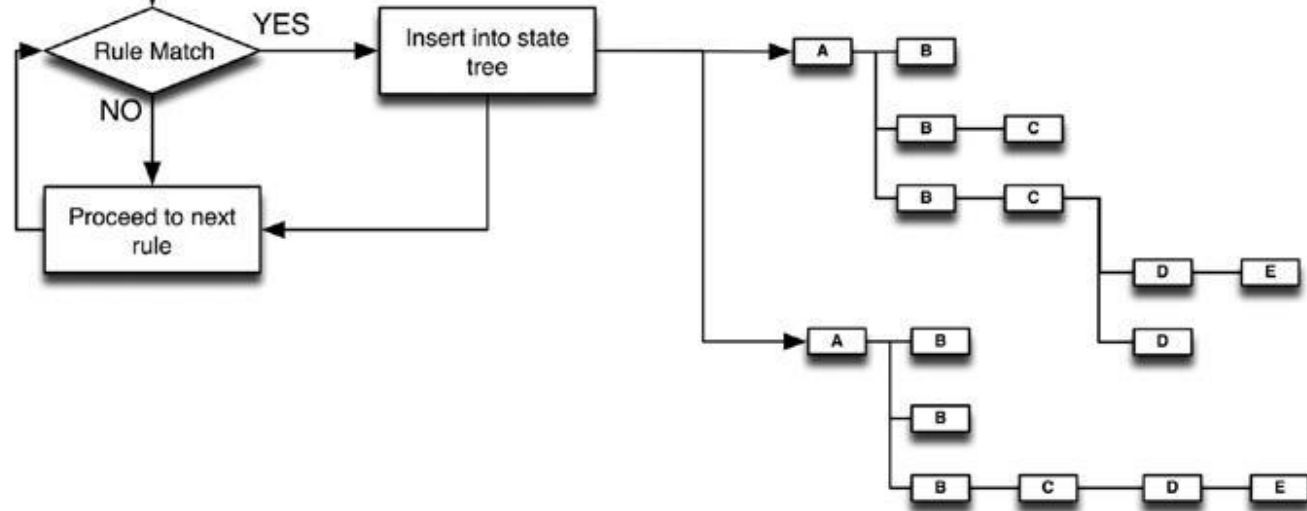 YES
Rule Match
Insert into state
tree
NO
Proceed to next
rule
A
B
B
C
B
C
D
E
D
A
B
B
B
C
D
E